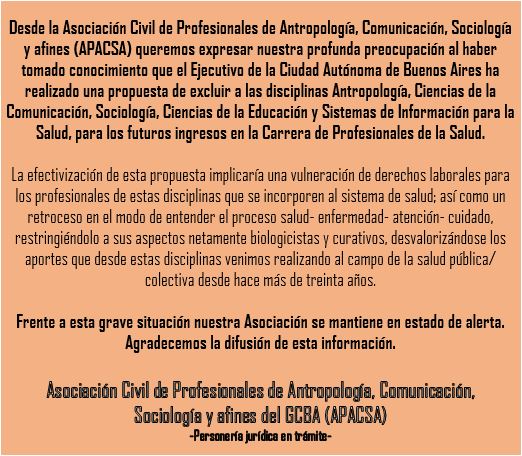 Desde la Asociación Civil de Profesionales de Antropología, Comunicación, Sociología
y afines (APACSA) queremos expresar nuestra profunda preocupación al haber
tomado conocimiento que el Ejecutivo de la Ciudad Autónoma de Buenos Aires ha
realizado una propuesta de excluir a las disciplinas Antropología, Ciencias de la
Comunicación, Sociología, Ciencias de la Educación y Sistemas de Información para la
Salud, para los futuros ingresos en la Carrera de Profesionales de la Salud.
La efectivización de esta propuesta implicaría una vulneración de derechos laborales para
los profesionales de estas disciplinas que se incorporen al sistema de salud; así como un
retroceso en el modo de entender el proceso salud- enfermedad- atención- cuidado,
restringiéndolo a sus aspectos netamente biologicistas y curativos, desvalorizándose los
aportes que desde estas disciplinas venimos realizando al campo de la salud pública/
colectiva desde hace más de treinta años.
Frente a esta grave situación nuestra Asociación se mantiene en estado de alerta.
Agradecemos la difusión de esta información.
Asociación Civil de Profesionales de Antropología, Comunicación,
Sociología y afines del GCBA (APACSA)
-Personería jurídica en trámite-